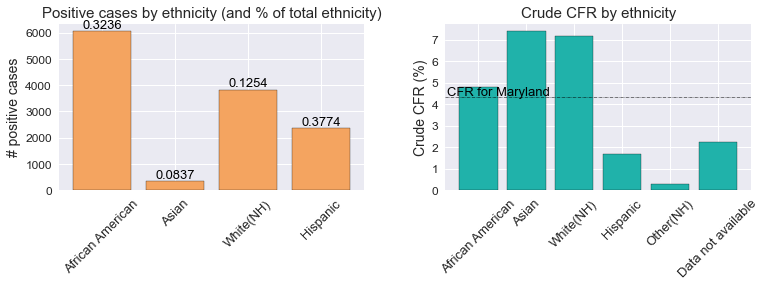 Positive cases by ethnicity (and % of total ethnicity)
# positive cases
6000
5000
4000
3000
2000
1000
0
0.3236
0.0837
0.1254
0.3774
African American
Asian
White(NH)
Hispanic
Crude CFR by ethnicity
Crude CFR (%)
7
6
5
4
3
2
1
0
CFR for Maryland
African American
Asian
White(NH)
Hispanic
Other(NH)
Data not available